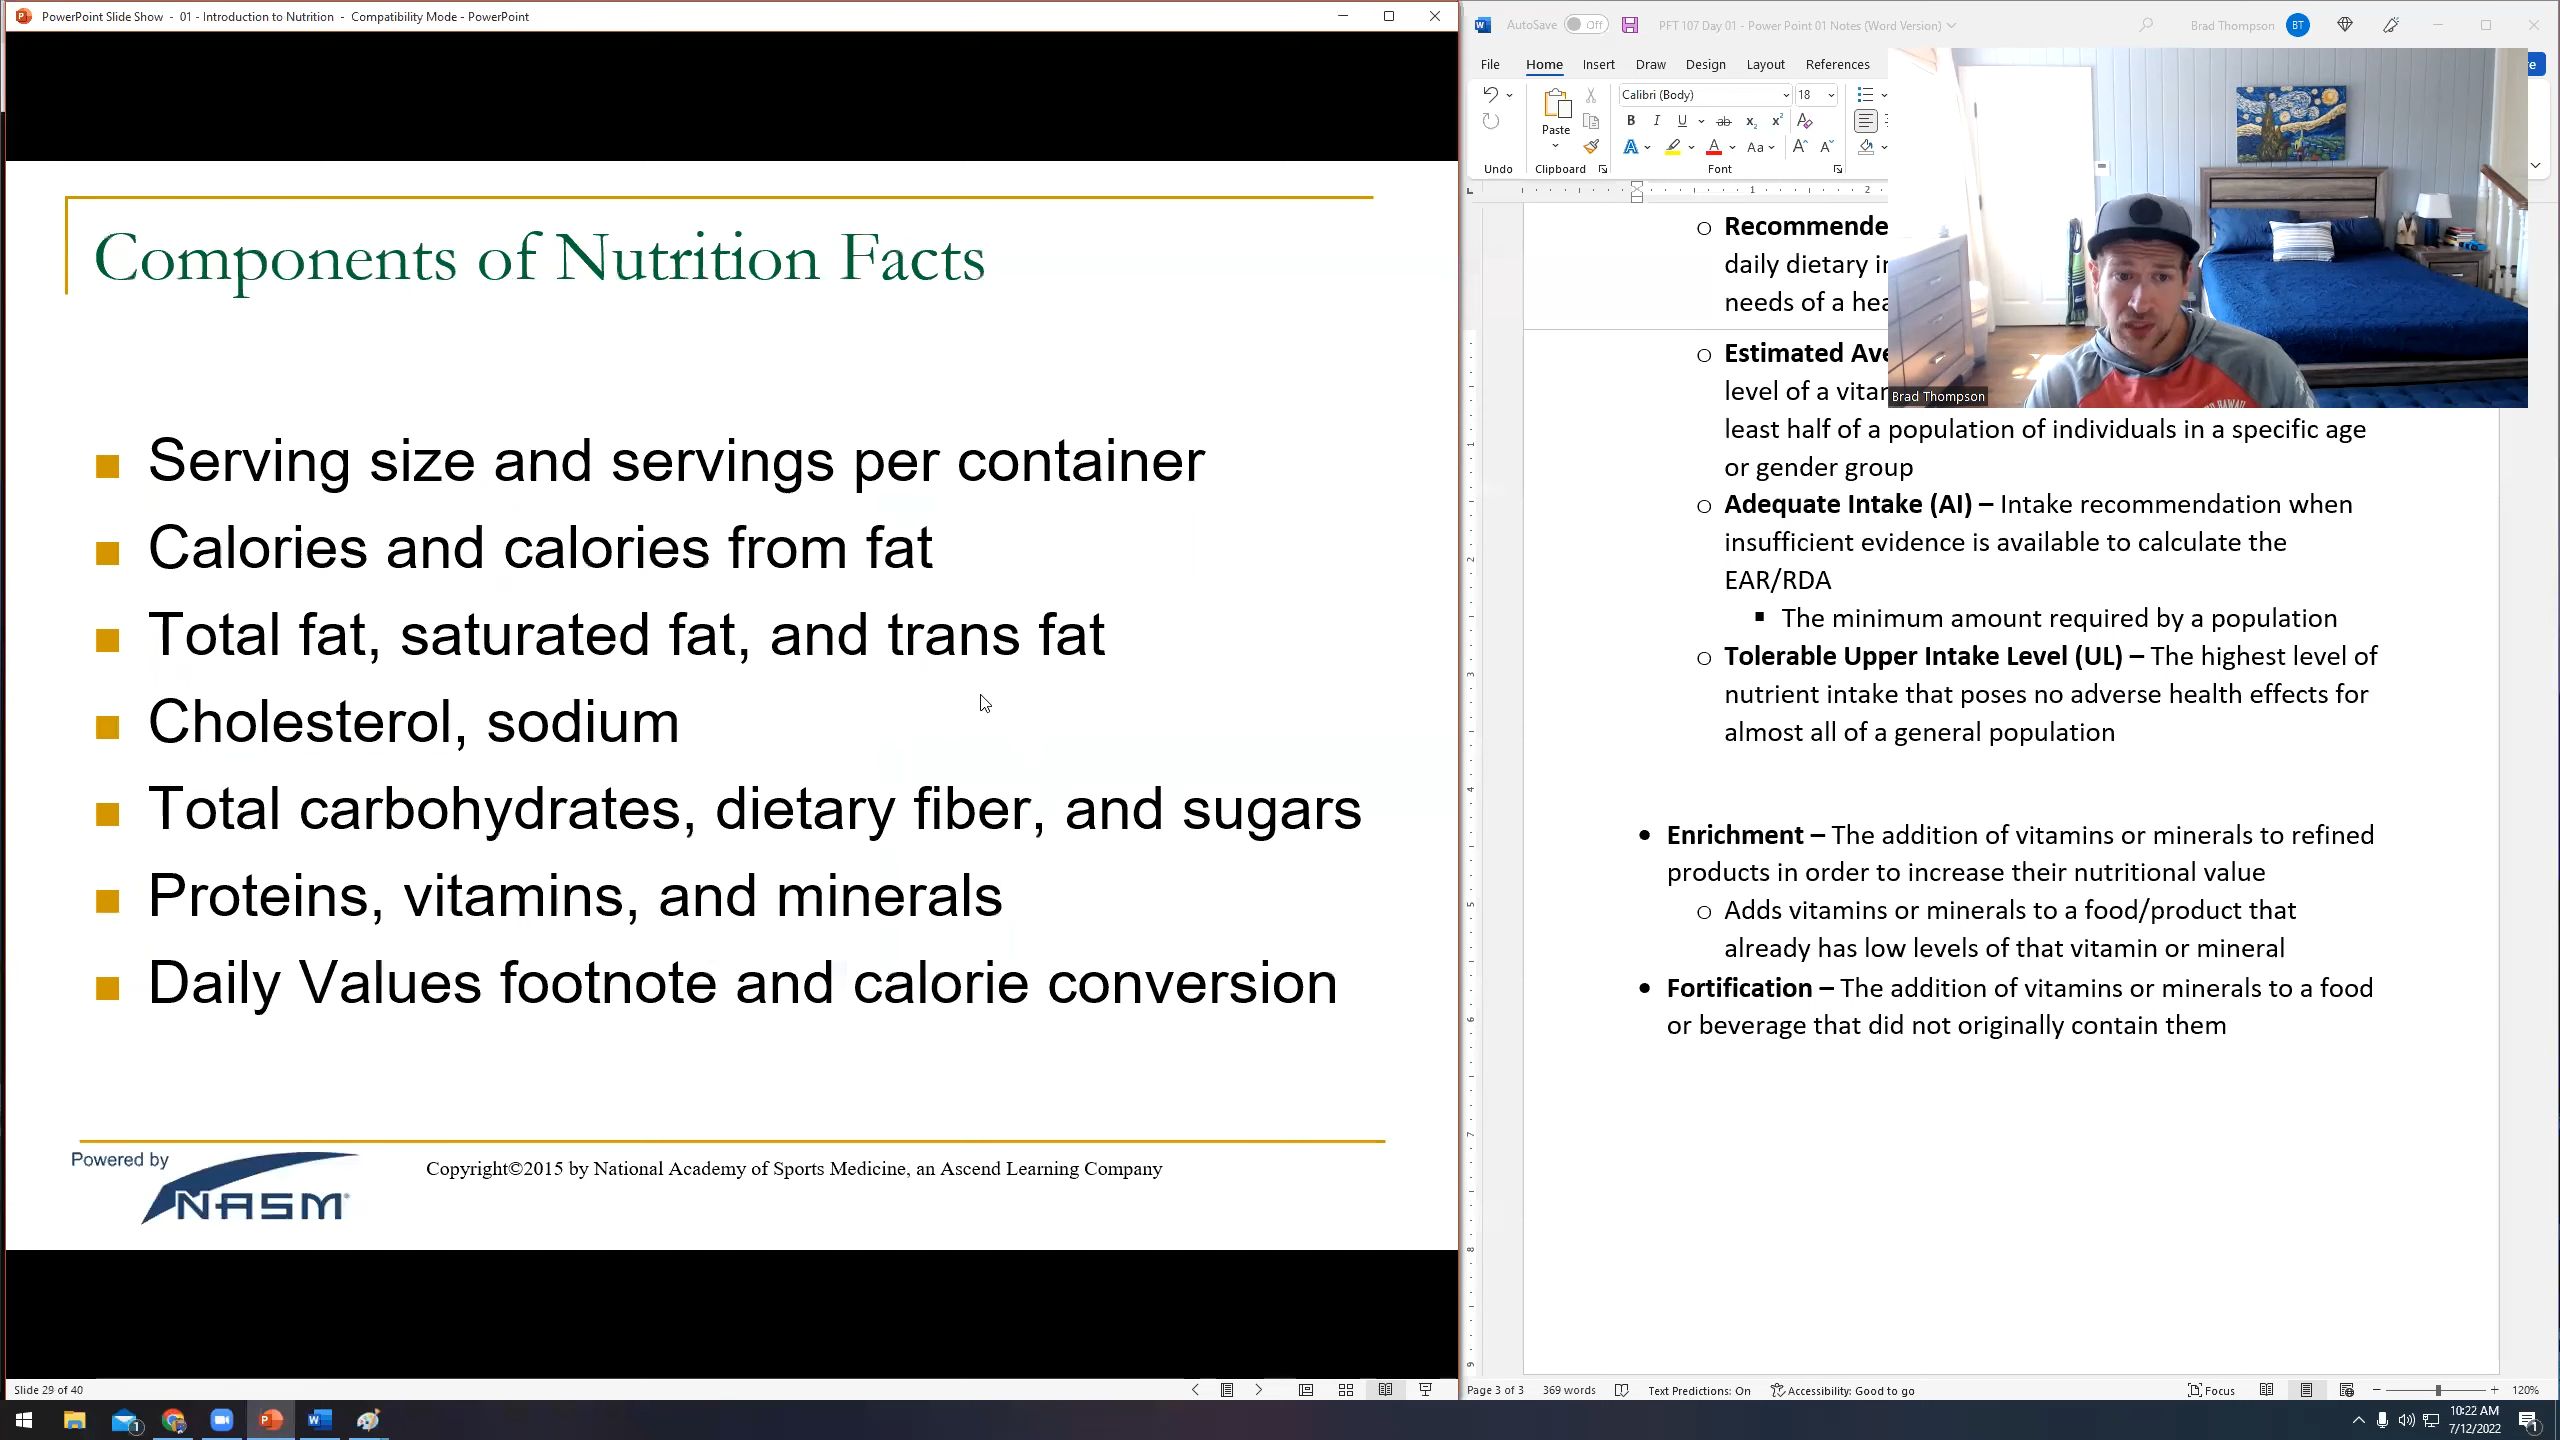 PowerPoint Slide Show - 01 - Introduction to Nutrition - Compatibility Mode - PowerPoint
Components of Nutrition Facts
Serving size and servings per container
Calories and calories from fat
Total fat, saturated fat, and trans fat
Cholesterol, sodium
Total carbohydrates, dietary fiber, and sugars
Proteins, vitamins, and minerals
Daily Values footnote and calorie conversion
Powered by
NASM
Copyright©2015 by National Academy of Sports Medicine, an Ascend Learning Company
Slide 29 of 40
AutoSave Off PFT 107 Day 01 - Power Point 01 Notes (Word Version) Brad Thompson BT
File Home Insert Draw Design Layout References
Calibri (Body) 18
Paste
Undo Clipboard Font
1 2
Brad Thompson
Recommende
daily dietary i
needs of a hea
Estimated Ave
level of a vita
least half of a population of individuals in a specific age
or gender group
Adequate Intake (AI) – Intake recommendation when
insufficient evidence is available to calculate the
EAR/RDA
The minimum amount required by a population
Tolerable Upper Intake Level (UL) – The highest level of
nutrient intake that poses no adverse health effects for
almost all of a general population
Enrichment – The addition of vitamins or minerals to refined
products in order to increase their nutritional value
Adds vitamins or minerals to a food/product that
already has low levels of that vitamin or mineral
Fortification – The addition of vitamins or minerals to a food
or beverage that did not originally contain them
Page 3 of 3 369 words Text Predictions: On Accessibility: Good to go Focus 120%
10:22 AM
7/12/2022